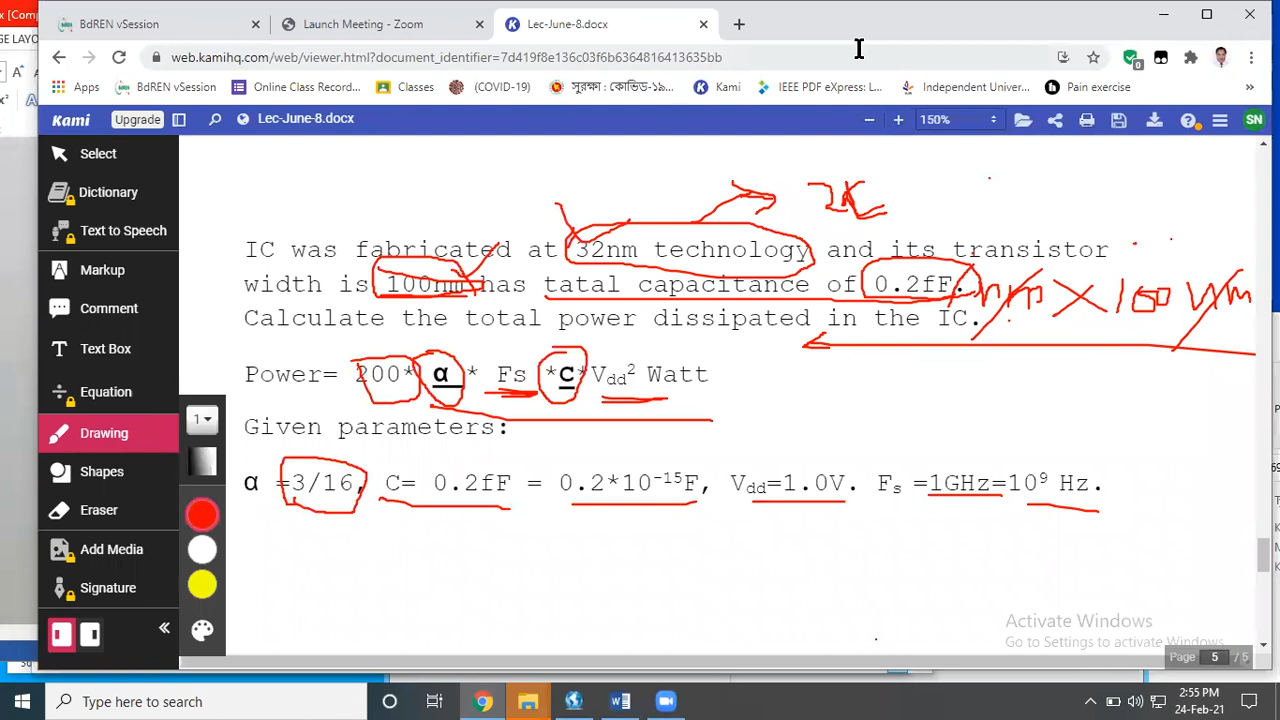 BdREN vSession
Launch Meeting - Zoom
Lec-June-8.docx
web.kamihq.com/web/viewer.html?document_identifier=7d419f8e136c03f6b6364816413635bb
Apps
BdREN vSession
Online Class Record...
Classes
(COVID-19)
সুরক্ষা : কোভিড-১৯...
Kami
IEEE PDF eXpress: L...
Independent Univer...
Pain exercise
Kami
Upgrade
Lec-June-8.docx
150%
SN
Select
Dictionary
Text to Speech
Markup
Comment
Text Box
Equation
Drawing
Shapes
Eraser
Add Media
Signature
1
IC was fabricated at 32nm technology and its transistor
width is 100nm has tatal capacitance of 0.2fF.
Calculate the total power dissipated in the IC.
Power= 200* α * Fs *C*Vdd² Watt
Given parameters:
α =3/16, C= 0.2fF = 0.2*10⁻¹⁵F, Vdd=1.0V. Fs =1GHz=10⁹ Hz.
Activate Windows
Go to Settings to activate Windows.
Page 5 / 5
Type here to search
2:55 PM
24-Feb-21